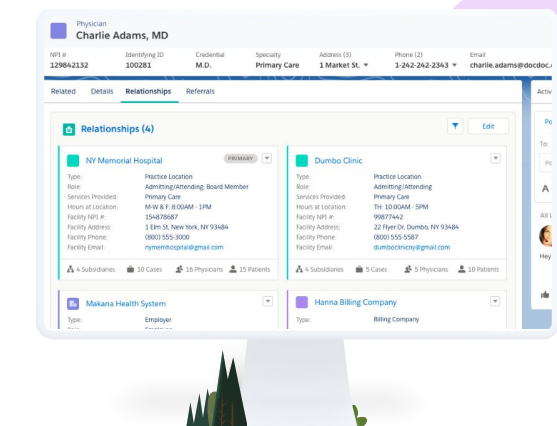 Physician
Charlie Adams, MD
NPI # Identifying ID Credential Specialty Address (3) Phone (2) Email
129842132 100281 M.D. Primary Care 1 Market St. 1-242-242-2343 charlie.adams@docdoc.
Related Details Relationships Referrals
Activ
Relationships (4) Edit
Po
To:
A
All U
Hey
NY Memorial Hospital PRIMARY
Type: Practice Location
Role: Admitting/Attending; Board Member
Services Provided: Primary Care
Hours at Location: M-W & F: 8:00AM - 1PM
Facility NPI #: 154878687
Facility Address: 1 Elm St, New York, NY 93484
Facility Phone: (800) 555-3000
Facility Email: nymemhospital@gmail.com
4 Subsidiaries 10 Cases 16 Physicians 15 Patients
Dumbo Clinic
Type: Practice Location
Role: Admitting/Attending
Services Provided: Primary Care
Hours at Location: TH: 10:00AM - 5PM
Facility NPI #: 99877442
Facility Address: 22 Flyer Dr, Dumbo, NY 93484
Facility Phone: (800) 555-5587
Facility Email: dumboclinicny@gmail.com
4 Subsidiaries 5 Cases 5 Physicians 10 Patients
Makana Health System
Type: Employer
Hanna Billing Company
Type: Billing Company